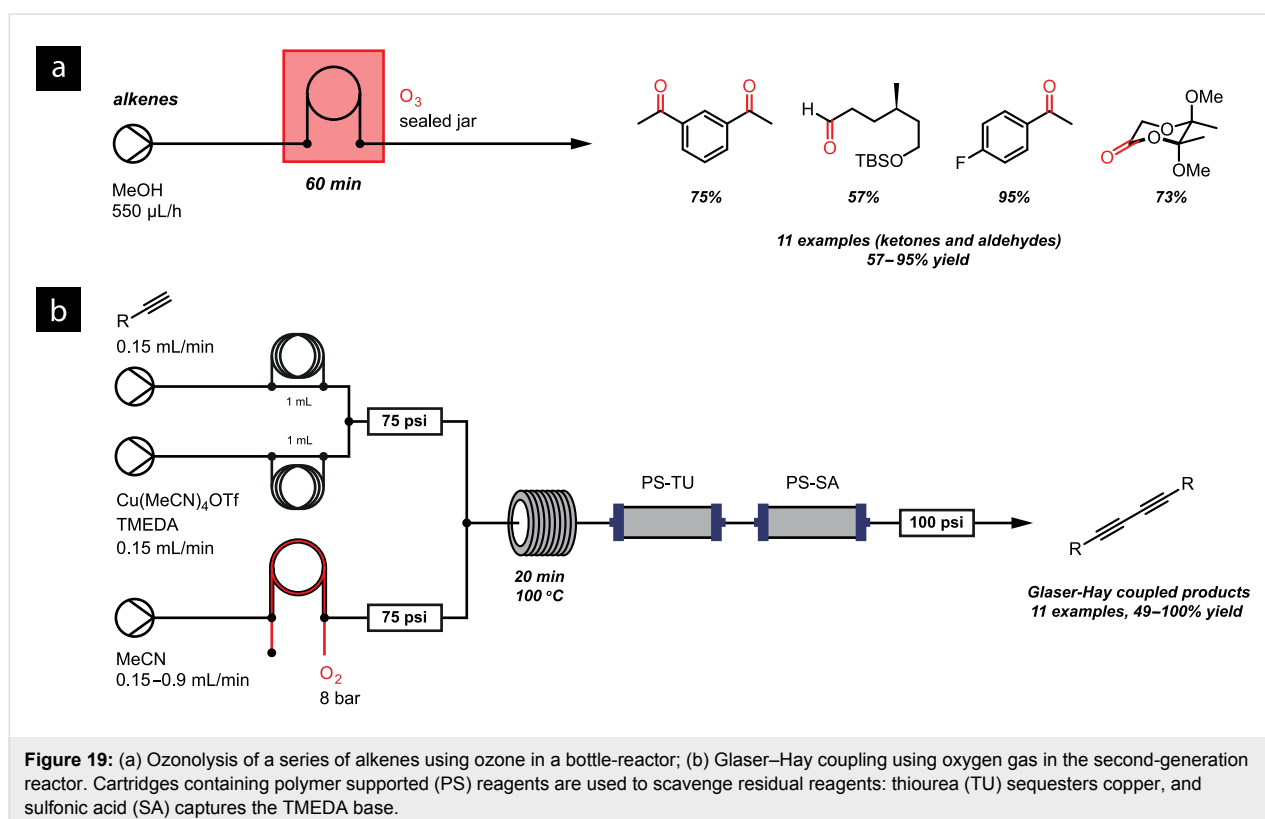 a
alkenes
MeOH
550 µL/h
60 min
O3
sealed jar
O
O
75%
H
O
TBSO
57%
O
F
95%
OMe
O
O
O
OMe
73%
11 examples (ketones and aldehydes)
57–95% yield
b
R
0.15 mL/min
1 mL
75 psi
1 mL
Cu(MeCN)4OTf
TMEDA
0.15 mL/min
MeCN
0.15–0.9 mL/min
O2
8 bar
75 psi
20 min
100 °C
PS-TU
PS-SA
100 psi
R
R
Glaser-Hay coupled products
11 examples, 49–100% yield
Figure 19: (a) Ozonolysis of a series of alkenes using ozone in a bottle-reactor; (b) Glaser–Hay coupling using oxygen gas in the second-generation
reactor. Cartridges containing polymer supported (PS) reagents are used to scavenge residual reagents: thiourea (TU) sequesters copper, and
sulfonic acid (SA) captures the TMEDA base.